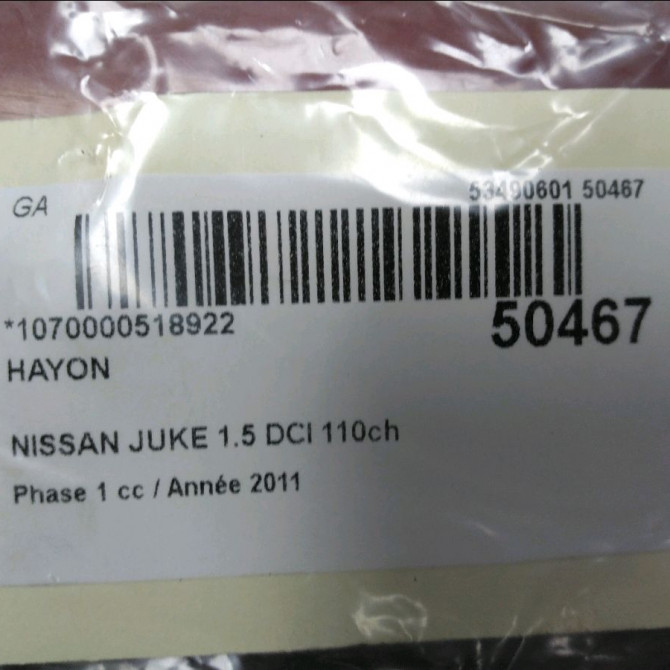 GA
53490601 50467
*1070000518922
50467
HAYON
NISSAN JUKE 1.5 DCI 110ch
Phase 1 cc / Année 2011